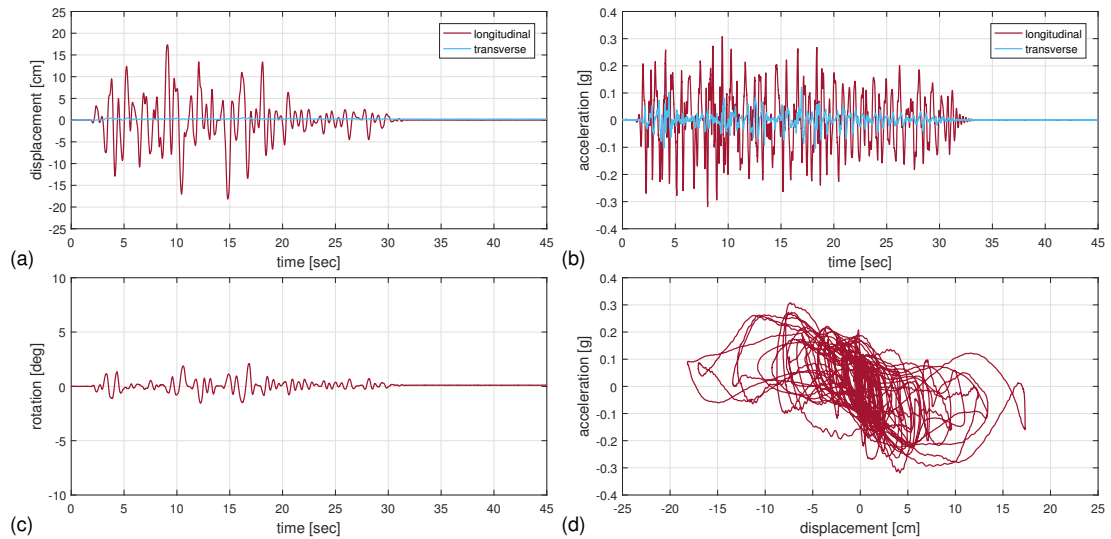 25
20
15
10
5
0
-5
-10
-15
-20
-25
displacement [cm]
longitudinal
transverse
0 5 10 15 20 25 30 35 40 45
(a)
time [sec]
0.4
0.3
0.2
0.1
0
-0.1
-0.2
-0.3
-0.4
acceleration [g]
longitudinal
transverse
0 5 10 15 20 25 30 35 40 45
(b)
time [sec]
10
5
0
-5
-10
rotation [deg]
0 5 10 15 20 25 30 35 40 45
(c)
time [sec]
0.4
0.3
0.2
0.1
0
-0.1
-0.2
-0.3
-0.4
acceleration [g]
-25 -20 -15 -10 -5 0 5 10 15 20 25
(d)
displacement [cm]